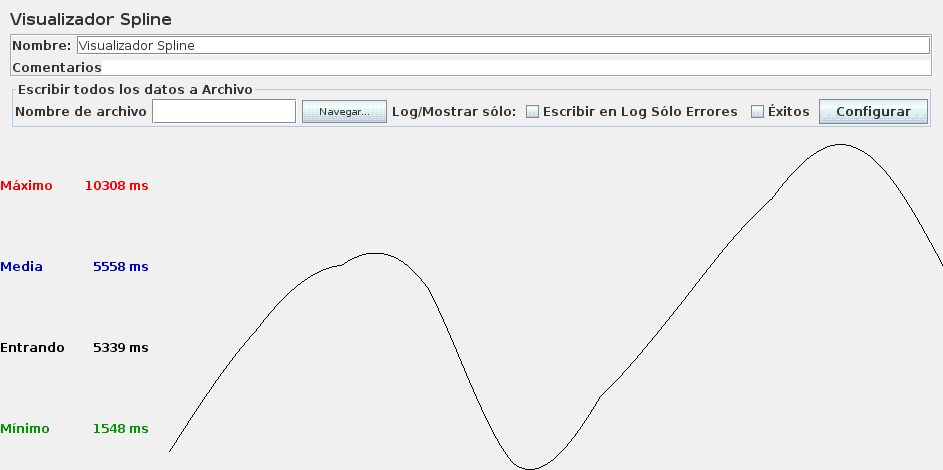 Visualizador Spline
Nombre: Visualizador Spline
Comentarios
Escribir todos los datos a Archivo
Nombre de archivo Navegar... Log/Mostrar sólo: Escribir en Log Sólo Errores Éxitos Configurar
Máximo 10308 ms
Media 5558 ms
Entrando 5339 ms
Mínimo 1548 ms